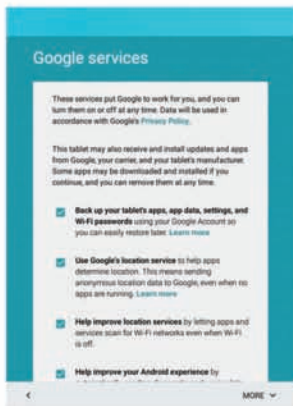 Google services
These services put Google to work for you, and you can
turn them on or off at any time. Data will be used in
accordance with Google's Privacy Policy.
This tablet may also receive and install updates and apps
from Google, your carrier, and your tablet's manufacturer.
Some apps may be downloaded and installed if you
continue, and you can remove them at any time.
Back up your tablet's apps, app data, settings, and
Wi-Fi passwords using your Google Account so
you can easily restore later. Learn more
Use Google's location service to help apps
determine location. This means sending
anonymous location data to Google, even when no
apps are running. Learn more
Help improve location services by letting apps and
services scan for Wi-Fi networks even when Wi-Fi
is off.
Help improve your Android experience by
MORE